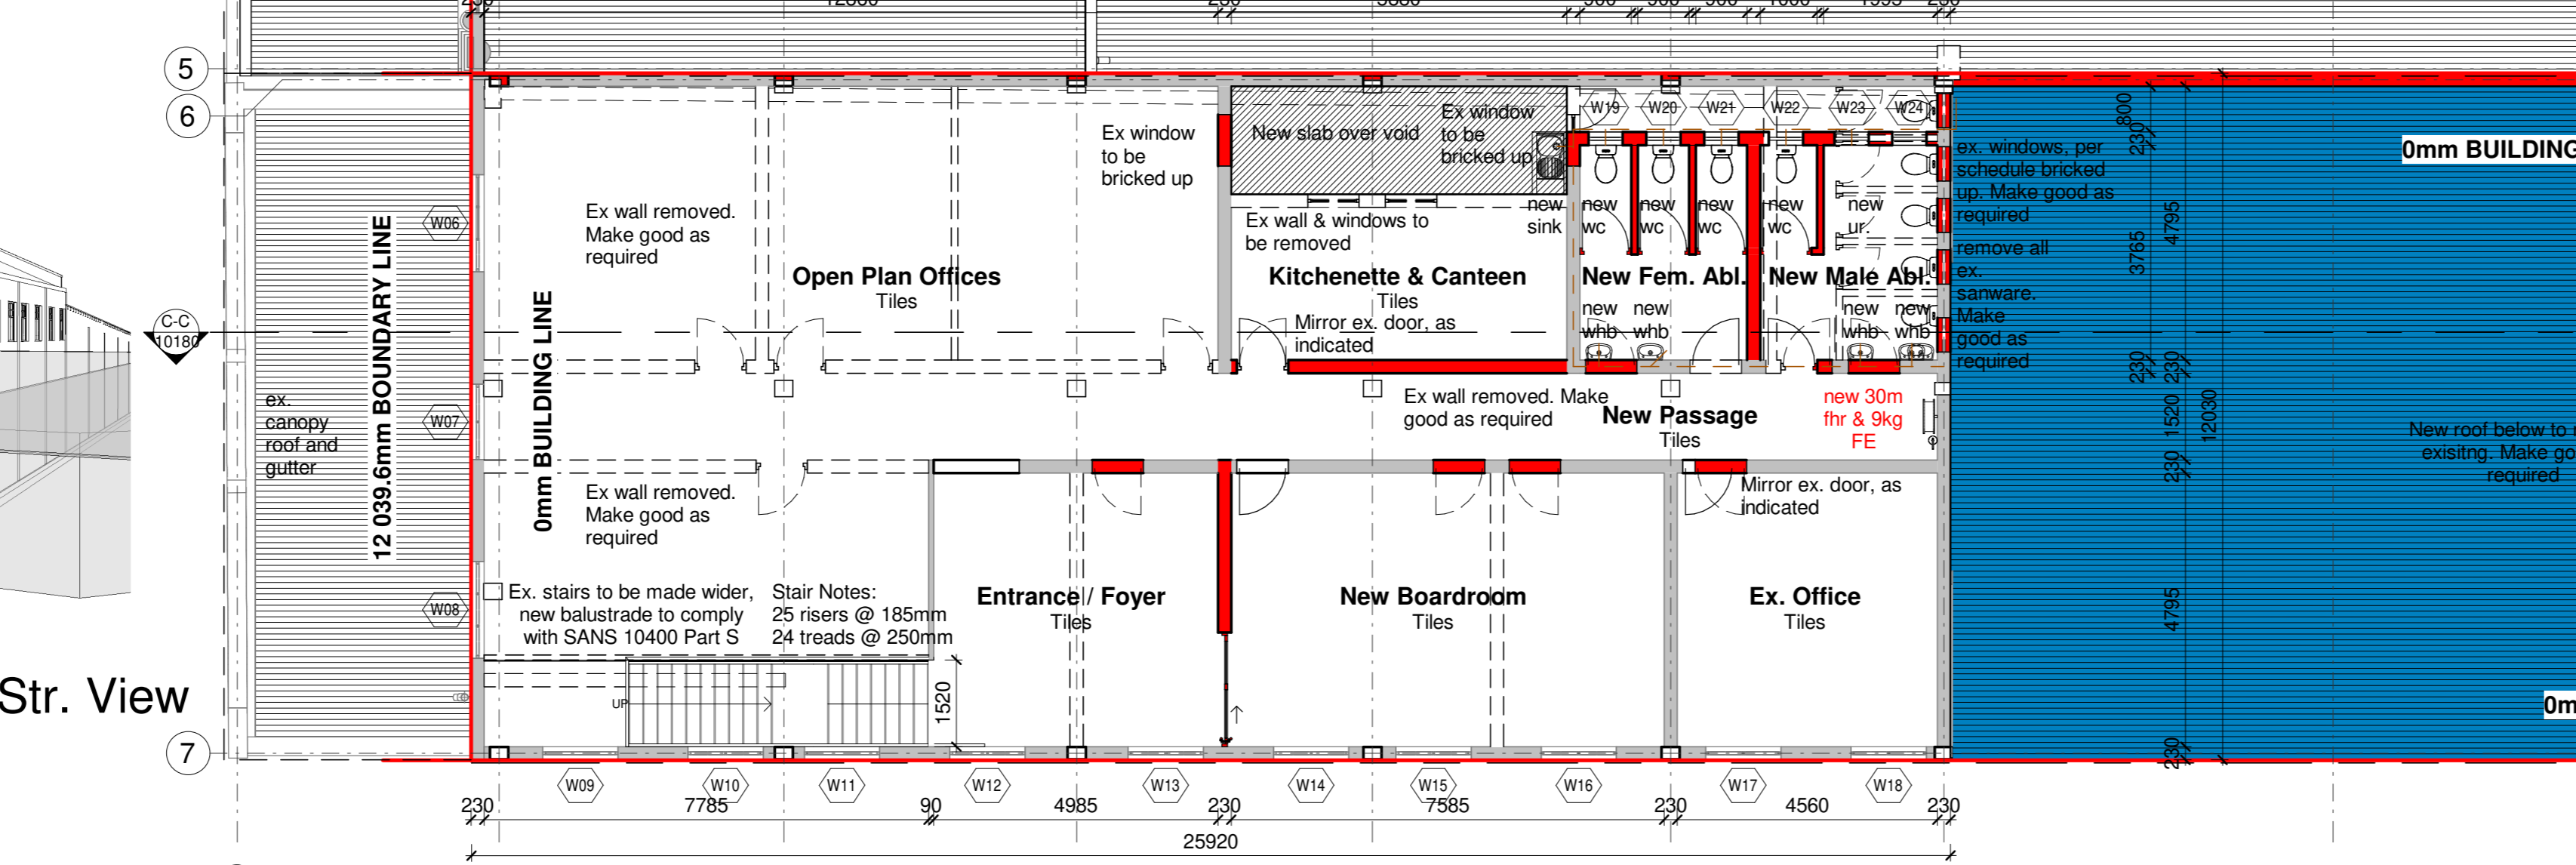 5
6
Ex window
to be
bricked up
New slab over void
Ex window
to be
bricked up
W19
W20
W21
W22
W23
W24
800
230
ex. windows, per
schedule bricked
up. Make good as
required
0mm BUILDING
W06
Ex wall removed.
Make good as
required
Ex wall & windows to
be removed
new
sink
new
wc
new
wc
new
wc
new
wc
new
ur.
3765
4795
remove all
ex.
sanware.
Make
good as
required
12 039.6mm BOUNDARY LINE
0mm BUILDING LINE
Open Plan Offices
Tiles
Kitchenette & Canteen
Tiles
New Fem. Abl.
New Male Abl.
C-C
10180
Mirror ex. door, as
indicated
new
whb
new
whb
new
whb
new
whb
230
230
ex.
canopy
roof and
gutter
W07
Ex wall removed. Make
good as required
New Passage
Tiles
new 30m
fhr & 9kg
FE
1520
12030
230
New roof below to
exisitng. Make
required
Ex wall removed.
Make good as
required
Mirror ex. door, as
indicated
W08
Ex. stairs to be made wider,
new balustrade to comply
with SANS 10400 Part S
Stair Notes:
25 risers @ 185mm
24 treads @ 250mm
Entrance / Foyer
Tiles
New Boardroom
Tiles
Ex. Office
Tiles
4795
Str. View
UP
1520
7
230
W09
W10
W11
W12
W13
W14
W15
W16
W17
W18
230
7785
90
4985
230
7585
230
4560
230
25920